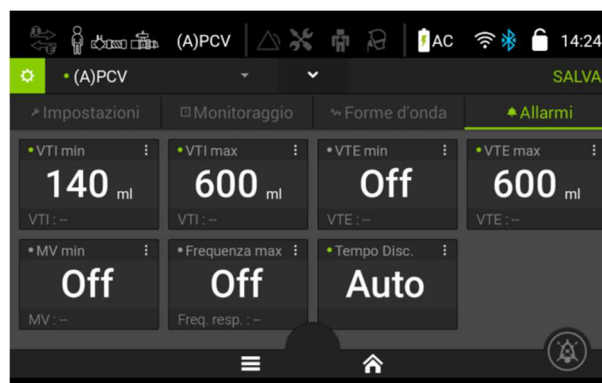 (A)PCV AC 14:24
• (A)PCV SALVA
Impostazioni Monitoraggio Forme d'onda Allarmi
• VTI min • VTI max • VTE min • VTE max
140 ml 600 ml Off 600 ml
VTI : -- VTI : -- VTE : -- VTE : --
• MV min • Frequenza max • Tempo Disc.
Off Off Auto
MV : -- Freq. resp. : --